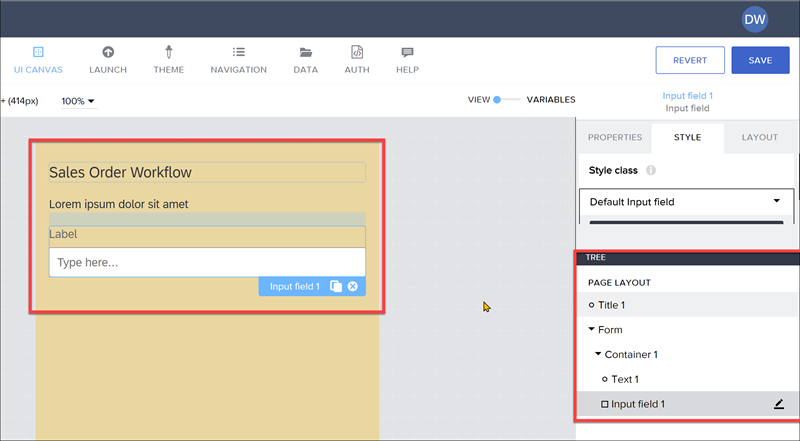 DW
UI CANVAS LAUNCH THEME NAVIGATION DATA AUTH HELP REVERT SAVE
+ (414px) 100% VIEW VARIABLES
Input field 1
Input field
PROPERTIES STYLE LAYOUT
Style class
Default Input field
Sales Order Workflow
Lorem ipsum dolor sit amet
Label
Type here...
Input field 1
TREE
PAGE LAYOUT
Title 1
Form
Container 1
Text 1
Input field 1